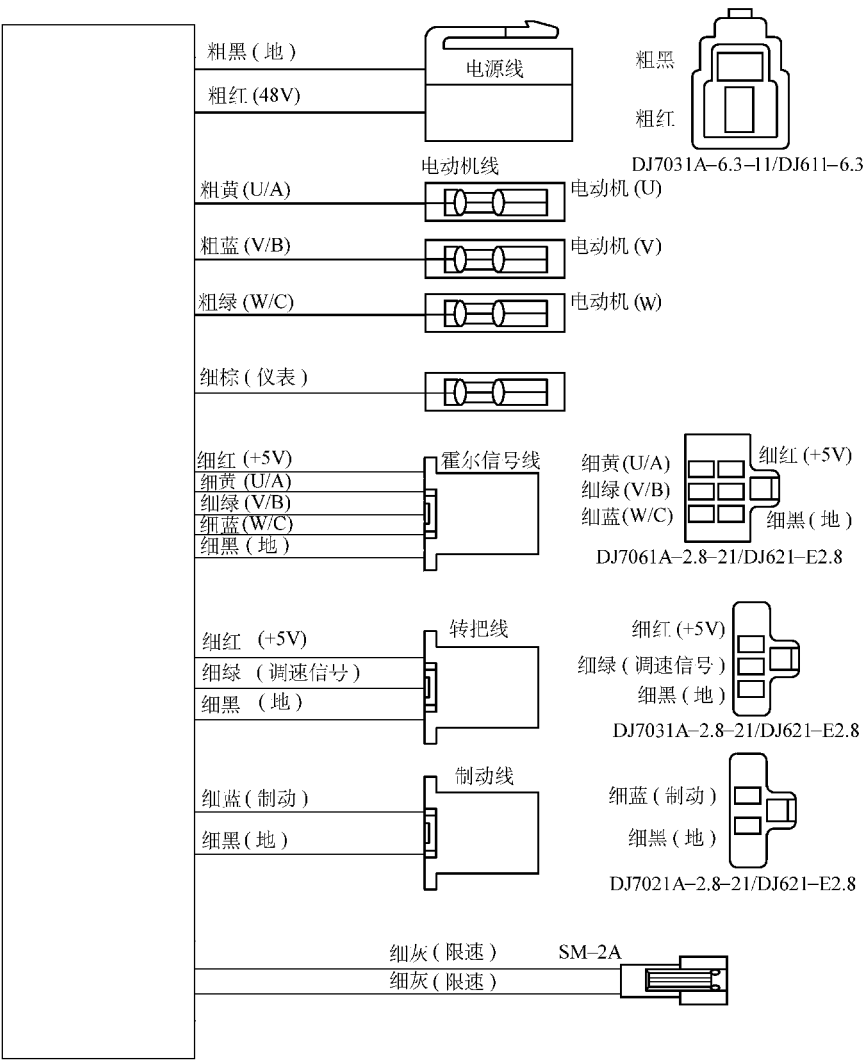 粗黑(地)
电源线
粗黑
粗红(48V)
粗红
DJ7031A-6.3-11/DJ611-6.3
电动机线
粗黄(U/A)
电动机(U)
粗蓝(V/B)
电动机(V)
粗绿(W/C)
电动机(W)
细棕(仪表)
细红(+5V)
细黄(U/A)
细绿(V/B)
细蓝(W/C)
细黑(地)
霍尔信号线
细黄(U/A)
细绿(V/B)
细蓝(W/C)
细红(+5V)
细黑(地)
DJ7061A-2.8-21/DJ621-E2.8
转把线
细红 (+5V)
细绿 (调速信号)
细黑 (地)
细红(+5V)
细绿(调速信号)
细黑(地)
DJ7031A-2.8-21/DJ621-E2.8
制动线
细蓝(制动)
细黑(地)
细蓝(制动)
细黑(地)
DJ7021A-2.8-21/DJ621-E2.8
细灰(限速)
SM-2A
细灰(限速)